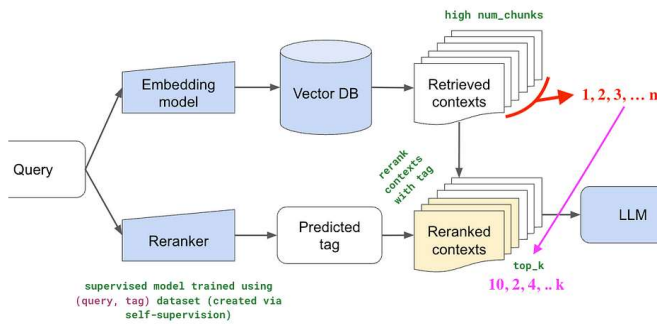 high num_chunks
Embedding
model
Vector DB
Retrieved
contexts
1, 2, 3, ... n
Query
rerank
contexts
with tag
Reranker
Predicted
tag
Reranked
contexts
LLM
top_k
10, 2, 4, .. k
supervised model trained using
(query, tag) dataset (created via
self-supervision)